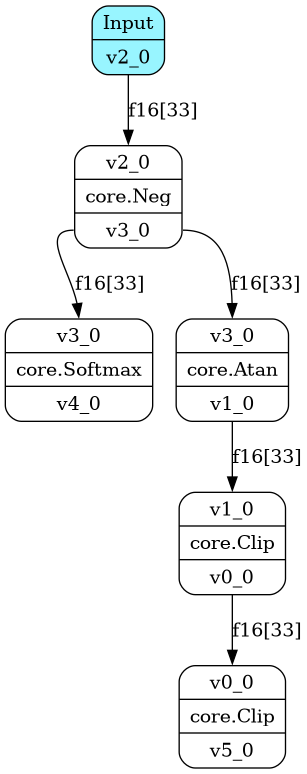 Input
v2_0
f16[33]
v2_0
core.Neg
v3_0
f16[33]
f16[33]
v3_0
core.Softmax
v4_0
v3_0
core.Atan
v1_0
f16[33]
v1_0
core.Clip
v0_0
f16[33]
v0_0
core.Clip
v5_0